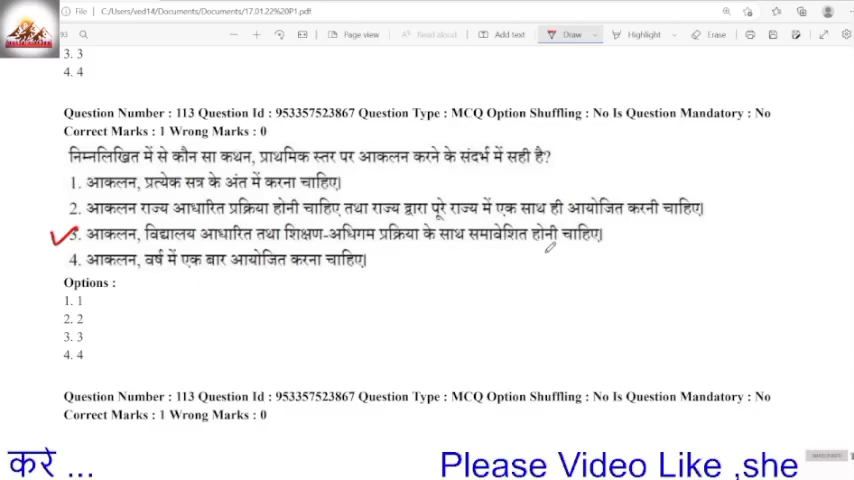 File
C:/Users/ved14/Documents/Documents/17.01.22%20P1.pdf
93
Page view
Read aloud
Add text
Draw
Highlight
Erase
3. 3
4. 4
Question Number : 113 Question Id : 953357523867 Question Type : MCQ Option Shuffling : No Is Question Mandatory : No
Correct Marks : 1 Wrong Marks : 0
निम्नलिखित में से कौन सा कथन, प्राथमिक स्तर पर आकलन करने के संदर्भ में सही है?
1. आकलन, प्रत्येक सत्र के अंत में करना चाहिए|
2. आकलन राज्य आधारित प्रक्रिया होनी चाहिए तथा राज्य द्वारा पूरे राज्य में एक साथ ही आयोजित करनी चाहिए|
3. आकलन, विद्यालय आधारित तथा शिक्षण-अधिगम प्रक्रिया के साथ समावेशित होनी चाहिए|
4. आकलन, वर्ष में एक बार आयोजित करना चाहिए|
Options :
1. 1
2. 2
3. 3
4. 4
Question Number : 113 Question Id : 953357523867 Question Type : MCQ Option Shuffling : No Is Question Mandatory : No
Correct Marks : 1 Wrong Marks : 0
करे ... Please Video Like ,she